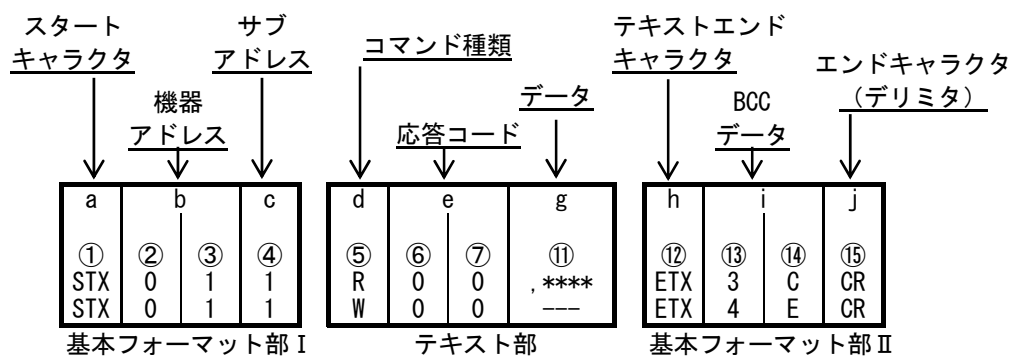 スタート
キャラクタ
サブ
アドレス
コマンド種類
テキストエンド
キャラクタ
エンドキャラクタ
(デリミタ)
機器
アドレス
応答コード
データ
BCC
データ
a b c d e g h i j
① ② ③ ④ ⑤ ⑥ ⑦ ⑪ ⑫ ⑬ ⑭ ⑮
STX 0 1 1 R 0 0 ,**** ETX 3 C CR
STX 0 1 1 W 0 0 --- ETX 4 E CR
基本フォーマット部Ⅰ テキスト部 基本フォーマット部Ⅱ